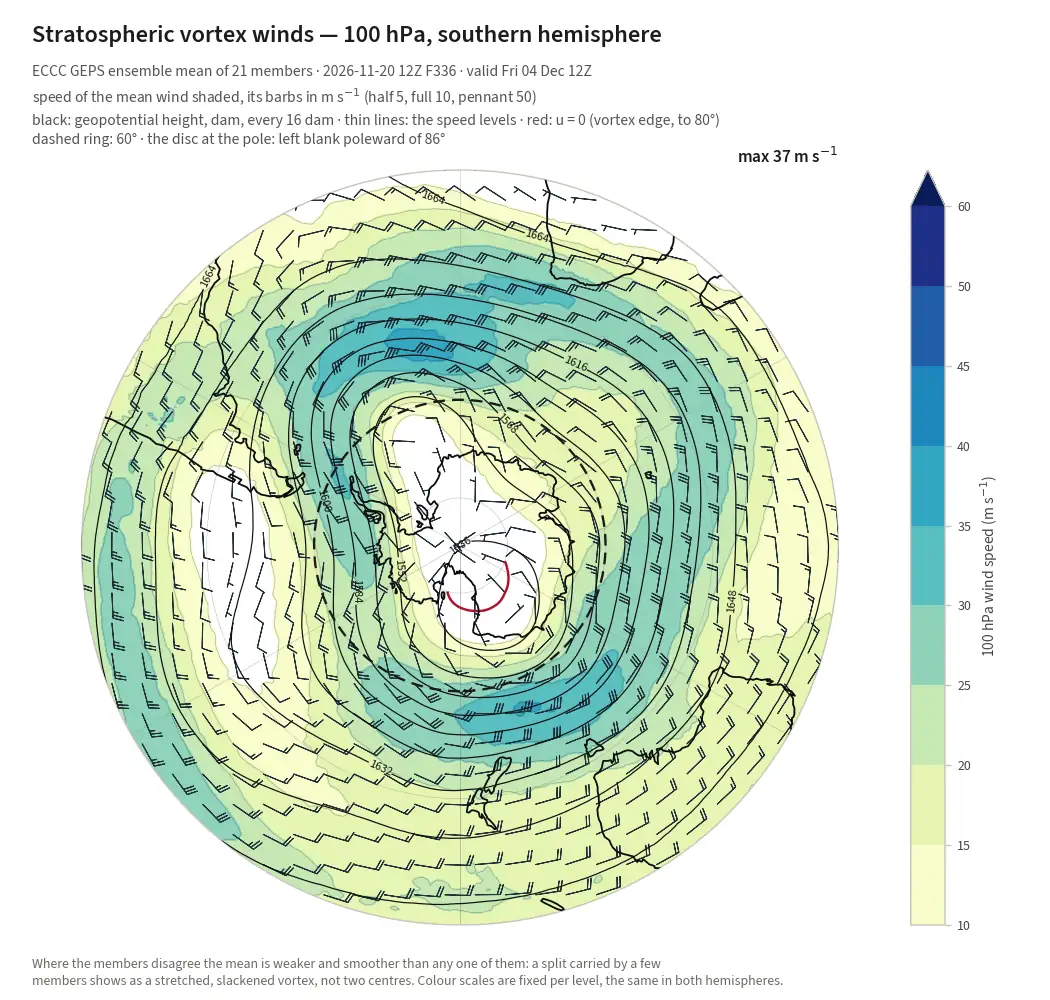 Stratospheric vortex winds — 100 hPa, southern hemisphere
ECCC GEPS ensemble mean of 21 members · 2026-11-20 12Z F336 · valid Fri 04 Dec 12Z
speed of the mean wind shaded, its barbs in m s⁻¹ (half 5, full 10, pennant 50)
black: geopotential height, dam, every 16 dam · thin lines: the speed levels · red: u = 0 (vortex edge, to 80°)
dashed ring: 60° · the disc at the pole: left blank poleward of 86°
max 37 m s⁻¹
1664
1664
1664
1616
1568
1600
1552
1584
1648
1632
60
50
45
40
35
30
25
20
15
10
100 hPa wind speed (m s⁻¹)
Where the members disagree the mean is weaker and smoother than any one of them: a split carried by a few
members shows as a stretched, slackened vortex, not two centres. Colour scales are fixed per level, the same in both hemispheres.